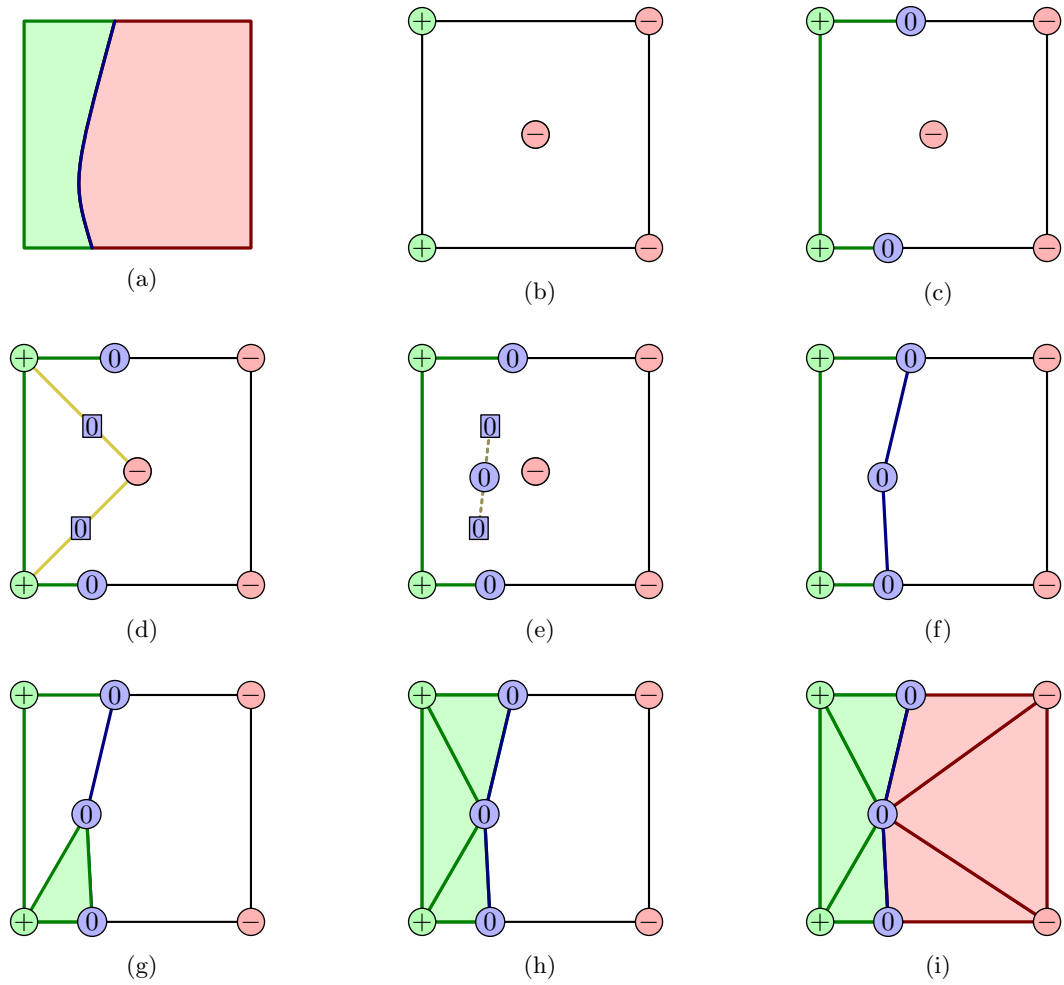 + − + 0 −
− −
(a) + − + 0 −
(b) (c)
+ 0 − + 0 − + 0 −
0 0
− 0 − 0
0 0
+ 0 − + 0 − + 0 −
(d) (e) (f)
+ 0 − + 0 − + 0 −
0 0 0
+ 0 − + 0 − + 0 −
(g) (h) (i)